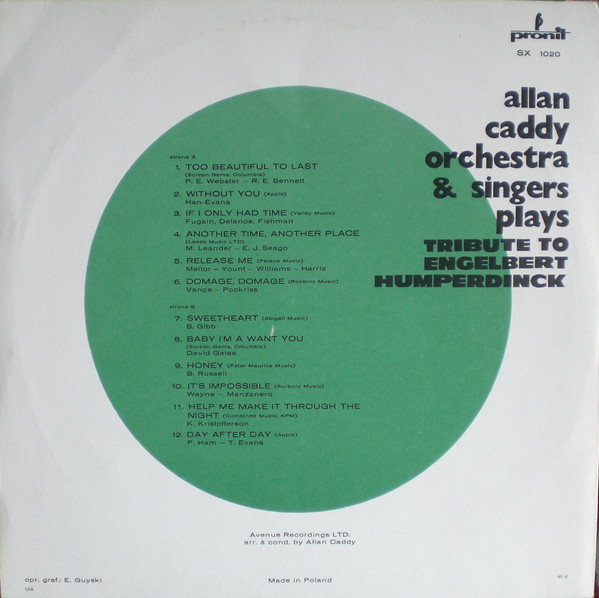 pronit
SX 1020
allan
caddy
orchestra
& singers
plays
TRIBUTE TO
ENGELBERT
HUMPERDINCK
strona A
1. TOO BEAUTIFUL TO LAST
(Screen Gems, Columbia)
P. E. Webster – R. E. Bennett
2. WITHOUT YOU (Apple)
Han-Evans
3. IF I ONLY HAD TIME (Valley Music)
Fugain, Delanoe, Fishman
4. ANOTHER TIME, ANOTHER PLACE
(Leeds Music LTD)
M. Leander – E. J. Seago
5. RELEASE ME (Palace Music)
Mellor – Yount – Williams – Harris
6. DOMAGE, DOMAGE (Robbins Music)
Vance – Pookriss
strona B
7. SWEETHEART (Abigail Music)
B. Gibb
8. BABY I'M A WANT YOU
(Screen Gems, Columbia)
David Gates
9. HONEY (Peter Maurice Music)
B. Russell
10. IT'S IMPOSSIBLE (Sunbury Music)
Wayne – Manzanero
11. HELP ME MAKE IT THROUGH THE
NIGHT (Combined Music, KPM)
K. Kristofferson
12. DAY AFTER DAY (Apple)
P. Ham – T. Evans
Avenue Recordings LTD.
arr. & cond. by Allan Caddy
opr. graf.: E. Guyski
Made in Poland